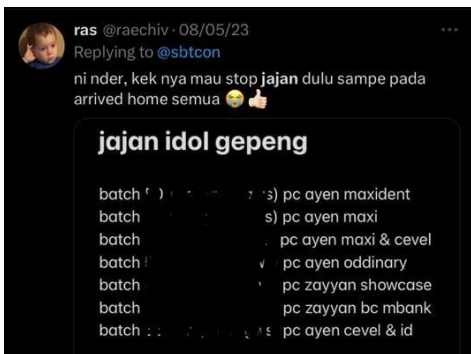 ras @raechiv · 08/05/23
Replying to @sbtcon
ni nder, kek nya mau stop jajan dulu sampe pada
arrived home semua 😭👍🏻
jajan idol gepeng
batch s) pc ayen maxident
batch s) pc ayen maxi
batch pc ayen maxi & cevel
batch pc ayen oddinary
batch pc zayyan showcase
batch pc zayyan bc mbank
batch pc ayen cevel & id